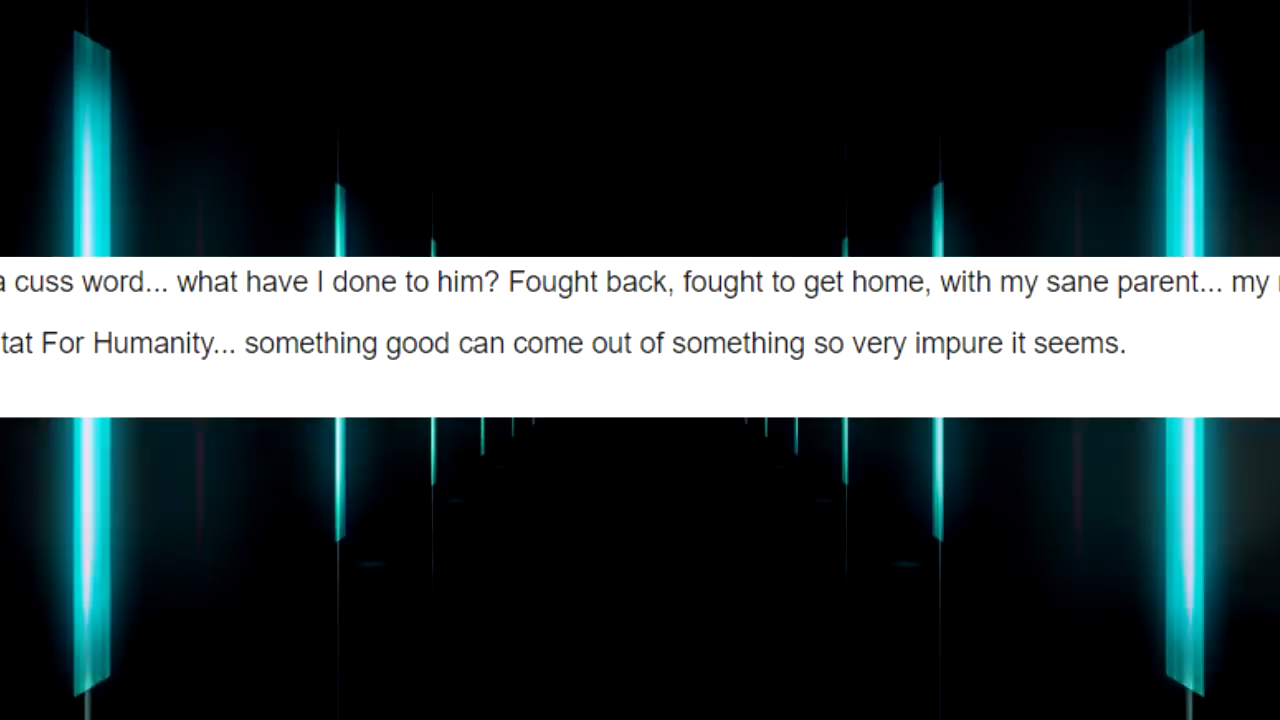 a cuss word... what have I done to him? Fought back, fought to get home, with my sane parent... my
tat For Humanity... something good can come out of something so very impure it seems.